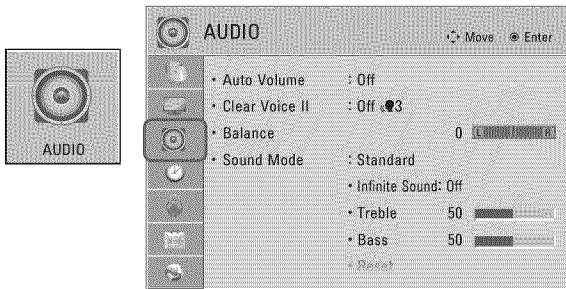 AUDIO
AUDIO
Move Enter
• Auto Volume : Off
• Clear Voice II : Off 3
• Balance 0 L R
• Sound Mode : Standard
• Infinite Sound: Off
• Treble 50
• Bass 50
• Reset